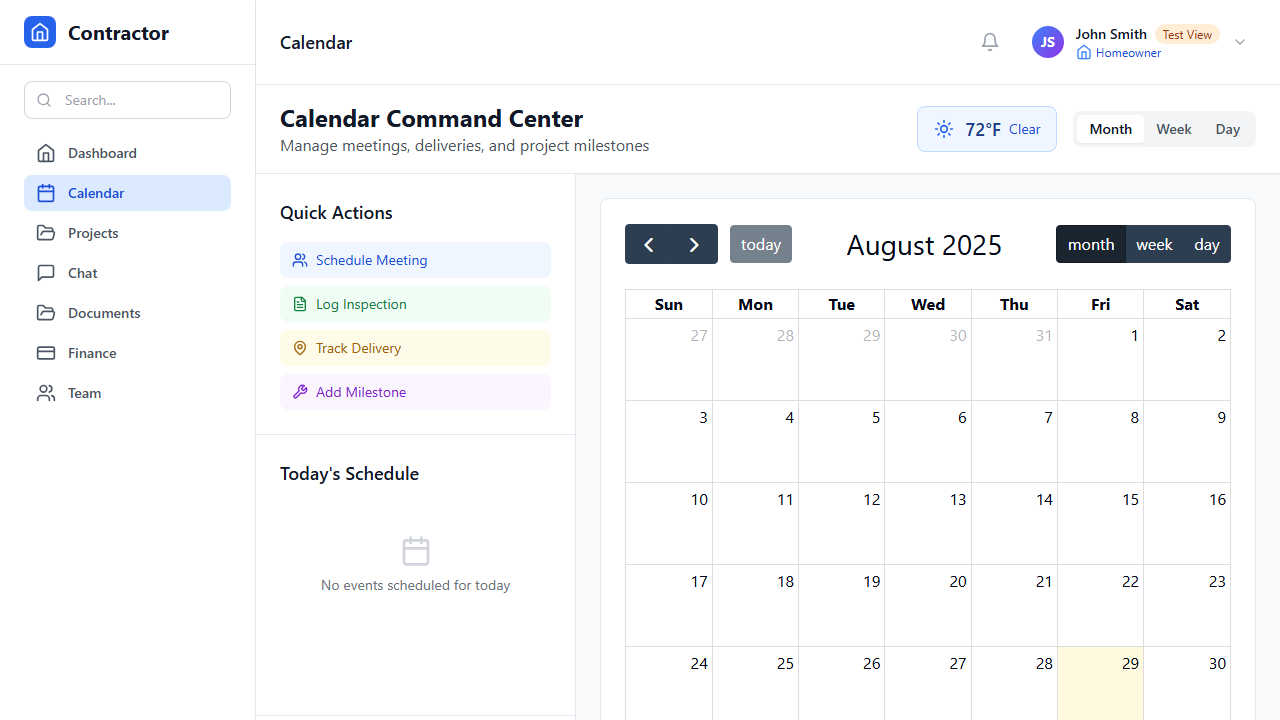 Contractor
Search...
Dashboard
Calendar
Projects
Chat
Documents
Finance
Team
Calendar
JS
John Smith
Test View
Homeowner
Calendar Command Center
Manage meetings, deliveries, and project milestones
72°F Clear
Month Week Day
Quick Actions
Schedule Meeting
Log Inspection
Track Delivery
Add Milestone
Today's Schedule
No events scheduled for today
today
August 2025
month week day
Sun Mon Tue Wed Thu Fri Sat
27 28 29 30 31 1 2
3 4 5 6 7 8 9
10 11 12 13 14 15 16
17 18 19 20 21 22 23
24 25 26 27 28 29 30